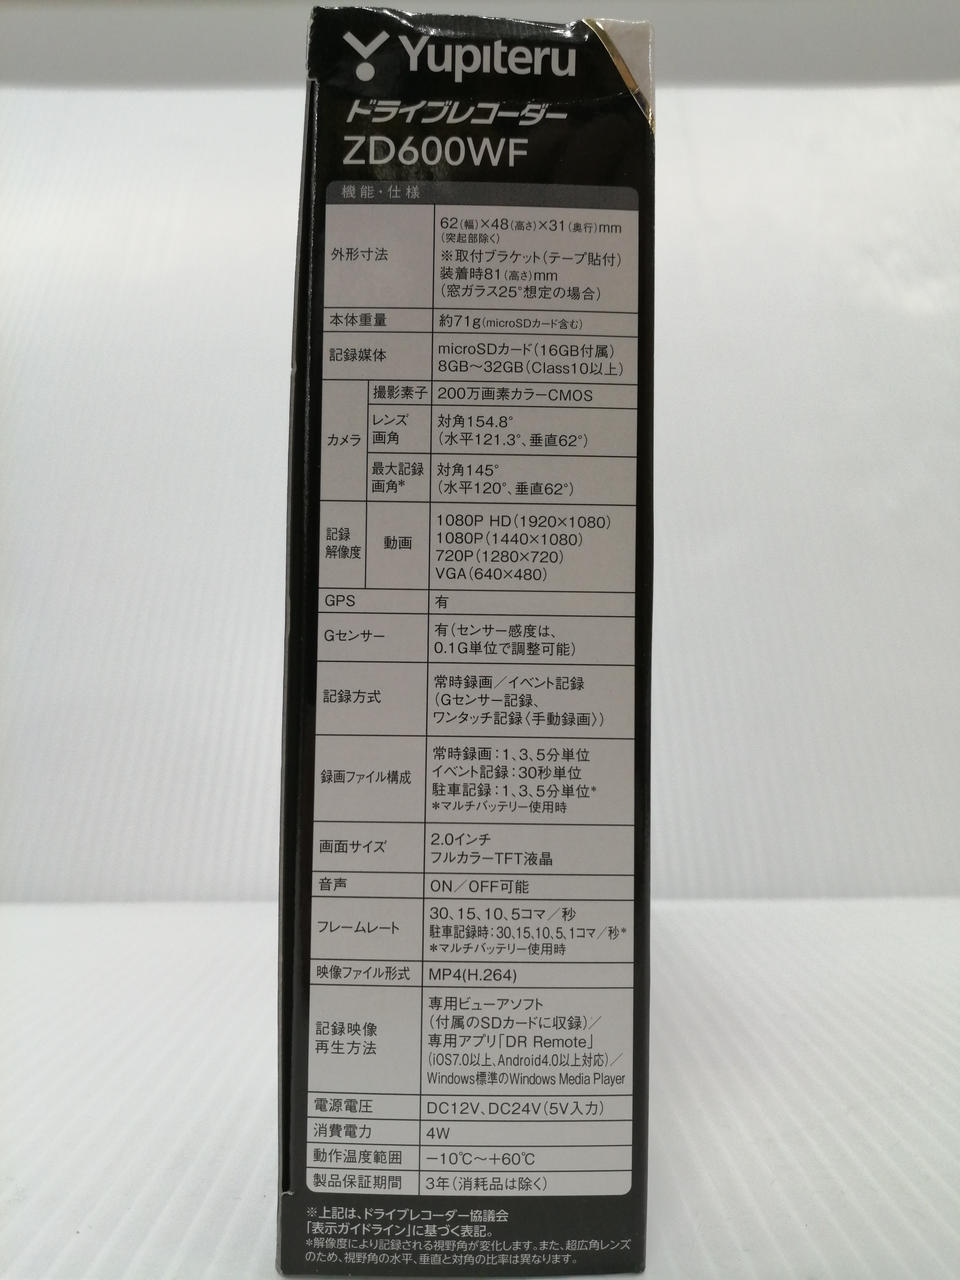 Yupiteru
ドライブレコーダー
ZD600WF
機能・仕様
外形寸法
62(幅)×48(高さ)×31(奥行)mm
(突起部除く)
※取付ブラケット(テープ貼付)
装着時81(高さ)mm
(窓ガラス25°想定の場合)
本体重量
約71g(microSDカード含む)
記録媒体
microSDカード(16GB付属)
8GB～32GB(Class10以上)
カメラ
撮影素子
200万画素カラーCMOS
レンズ
画角
対角154.8°
(水平121.3°、垂直62°)
最大記録
画角*
対角145°
(水平120°、垂直62°)
記録
解像度
動画
1080P HD(1920×1080)
1080P(1440×1080)
720P(1280×720)
VGA(640×480)
GPS
有
Gセンサー
有(センサー感度は、
0.1G単位で調整可能)
記録方式
常時録画／イベント記録
(Gセンサー記録、
ワンタッチ記録〈手動録画〉)
録画ファイル構成
常時録画:1、3、5分単位
イベント記録:30秒単位
駐車記録:1、3、5分単位*
*マルチバッテリー使用時
画面サイズ
2.0インチ
フルカラーTFT液晶
音声
ON／OFF可能
フレームレート
30、15、10、5コマ／秒
駐車記録時:30、15、10、5、1コマ／秒*
*マルチバッテリー使用時
映像ファイル形式
MP4(H.264)
記録映像
再生方法
専用ビューアソフト
(付属のSDカードに収録)／
専用アプリ「DR Remote」
(iOS7.0以上、Android4.0以上対応)／
Windows標準のWindows Media Player
電源電圧
DC12V、DC24V(5V入力)
消費電力
4W
動作温度範囲
－10℃～＋60℃
製品保証期間
3年(消耗品は除く)
※上記は、ドライブレコーダー協議会
「表示ガイドライン」に基づく表記。
*解像度により記録される視野角が変化します。また、超広角レンズ
のため、視野角の水平、垂直と対角の比率は異なります。